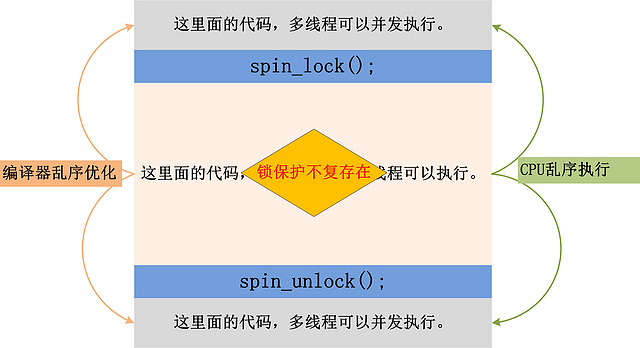 这里面的代码，多线程可以并发执行。
spin_lock();
编译器乱序优化
这里面的代码，
锁保护不复存在
线程可以执行。
CPU乱序执行
spin_unlock();
这里面的代码，多线程可以并发执行。